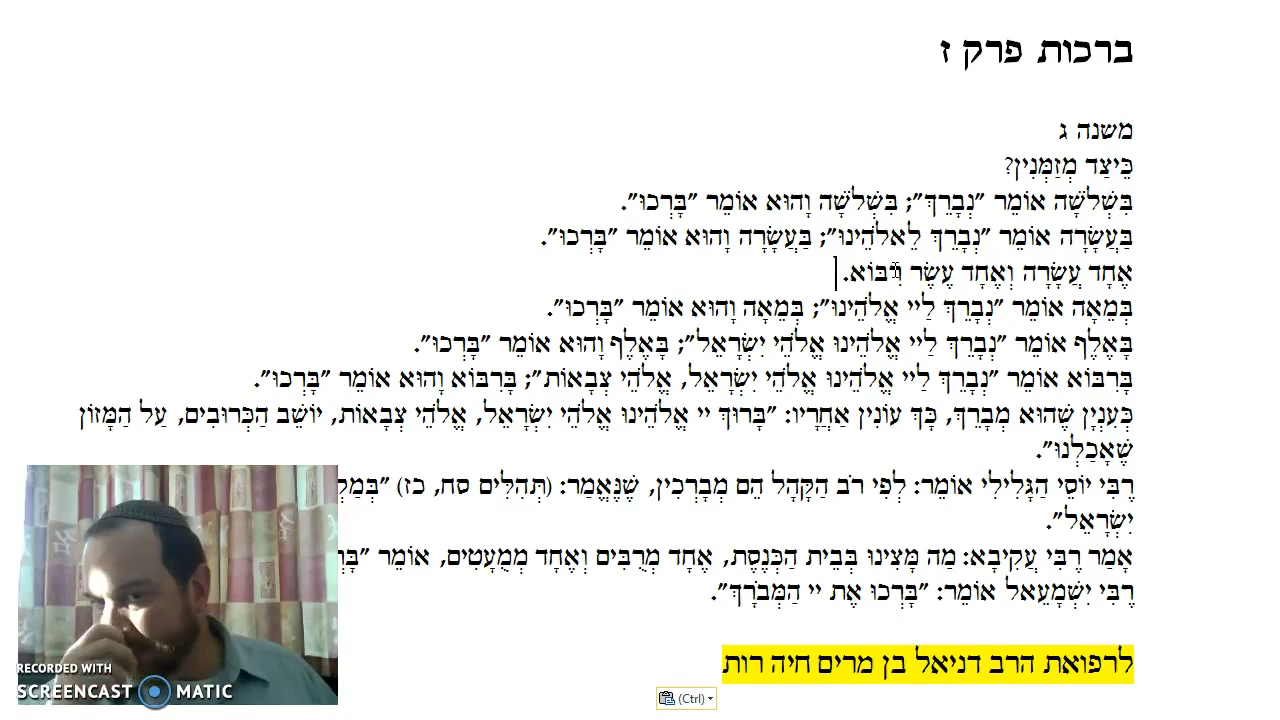 ברכות פרק ז
משנה ג
כֵּיצַד מְזַמְּנִין?
בִּשְׁלֹשָׁה אוֹמֵר "נְבָרֵךְ"; בִּשְׁלֹשָׁה וָהוּא אוֹמֵר "בָּרְכוּ".
בַּעֲשָׂרָה אוֹמֵר "נְבָרֵךְ לֵאלֹהֵינוּ"; בַּעֲשָׂרָה וָהוּא אוֹמֵר "בָּרְכוּ".
אֶחָד עֲשָׂרָה וְאֶחָד עֶשֶׂר רִבּוֹא.
בְּמֵאָה אוֹמֵר "נְבָרֵךְ לַיי אֱלֹהֵינוּ"; בְּמֵאָה וָהוּא אוֹמֵר "בָּרְכוּ".
בָּאֶלֶף אוֹמֵר "נְבָרֵךְ לַיי אֱלֹהֵינוּ אֱלֹהֵי יִשְׂרָאֵל"; בָּאֶלֶף וָהוּא אוֹמֵר "בָּרְכוּ".
בָּרִבּוֹא אוֹמֵר "נְבָרֵךְ לַיי אֱלֹהֵינוּ אֱלֹהֵי יִשְׂרָאֵל, אֱלֹהֵי צְבָאוֹת"; בָּרִבּוֹא וָהוּא אוֹמֵר "בָּרְכוּ".
כְּעִנְיָן שֶׁהוּא מְבָרֵךְ, כָּךְ עוֹנִין אַחֲרָיו: "בָּרוּךְ יי אֱלֹהֵינוּ אֱלֹהֵי יִשְׂרָאֵל, אֱלֹהֵי צְבָאוֹת, יוֹשֵׁב הַכְּרוּבִים, עַל הַמָּזוֹן
שֶׁאָכַלְנוּ".
רַבִּי יוֹסֵי הַגָּלִילִי אוֹמֵר: לְפִי רֹב הַקָּהָל הֵם מְבָרְכִין, שֶׁנֶּאֱמַר: (תְּהִלִּים סח, כז)
יִשְׂרָאֵל".
אָמַר רַבִּי עֲקִיבָא: מַה מָּצִינוּ בְּבֵית הַכְּנֶסֶת, אֶחָד מְרֻבִּים וְאֶחָד מְמֻעָטִים, אוֹמֵר
רַבִּי יִשְׁמָעֵאל אוֹמֵר: "בָּרְכוּ אֶת יי הַמְּבֹרָךְ".
לרפואת הרב דניאל בן מרים חיה רות
(Ctrl)
RECORDED WITH
SCREENCAST MATIC